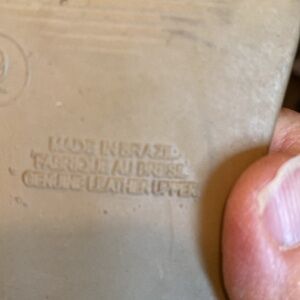 MADE IN BRAZIL
FABRIQUE AU BRESIL
GENUINE LEATHER UPPER